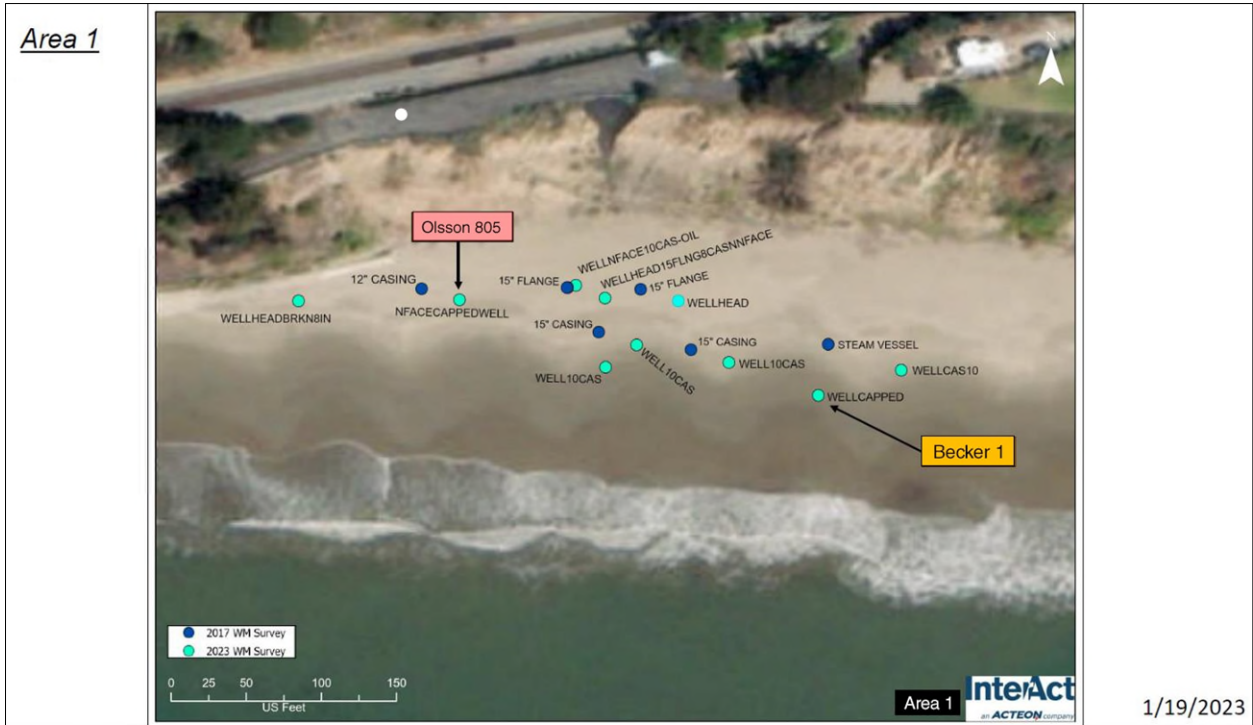 Area 1
N
Olsson 805
WELLNFACE10CAS-OIL
WELLHEAD15FLNG8CASNNFACE
12" CASING
15" FLANGE
15" FLANGE
WELLHEADBRKN8IN
NFACECAPPEDWELL
WELLHEAD
15" CASING
15" CASING
STEAM VESSEL
WELL10CAS
WELL10CAS
WELL10CAS
WELLCAS10
WELLCAPPED
Becker 1
2017 WM Survey
2023 WM Survey
0 25 50 100 150
US Feet
Area 1
InterAct
an ACTEON company
1/19/2023